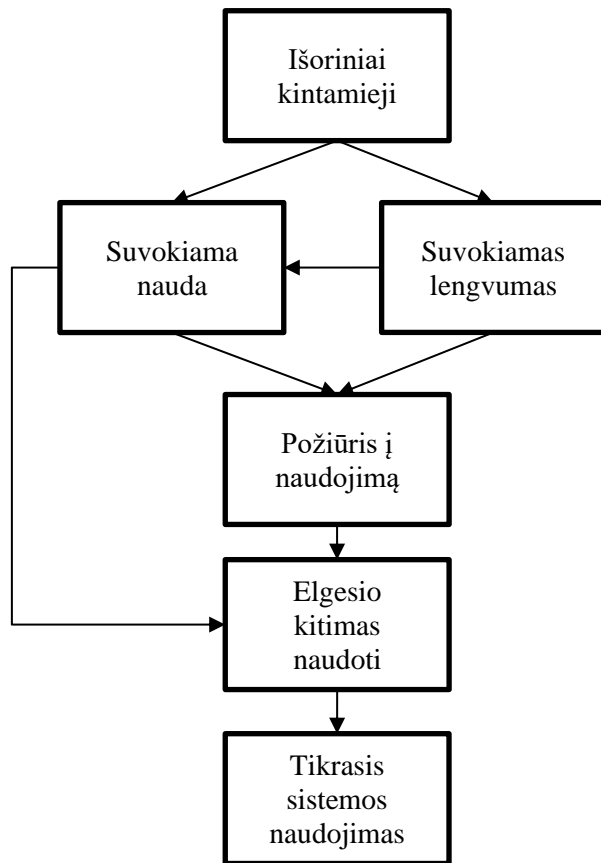 Išoriniai
kintamieji
Suvokiama
nauda
Suvokiamas
lengvumas
Požiūris į
naudojimą
Elgesio
kitimas
naudoti
Tikrasis
sistemos
naudojimas